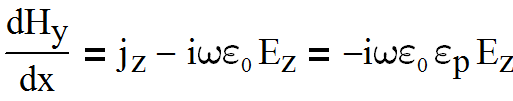 dH_y/dx = j_z − iωε₀ E_z = −iωε₀ ε_p E_z